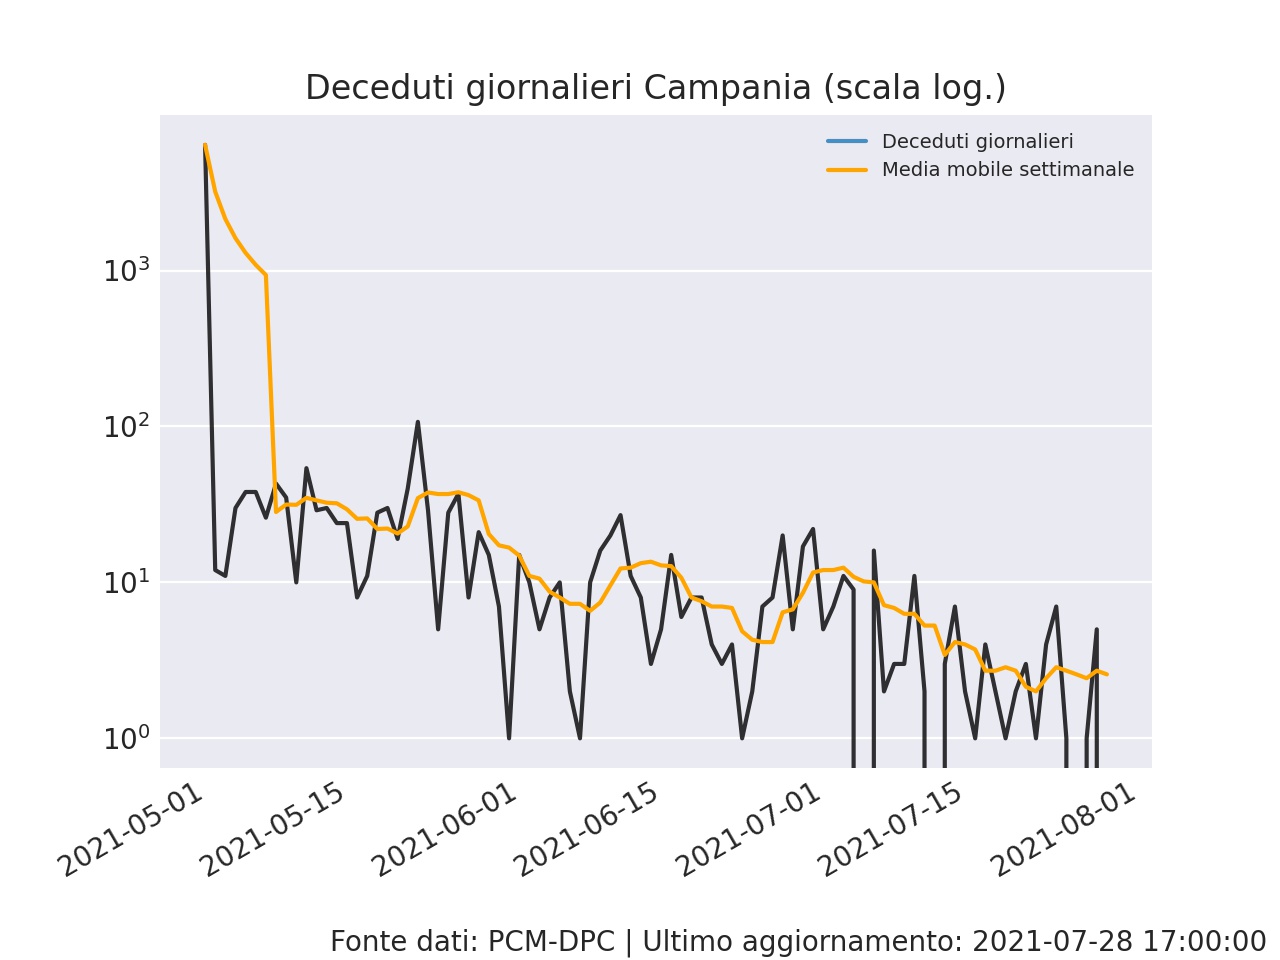 Deceduti giornalieri Campania (scala log.)
Deceduti giornalieri
Media mobile settimanale
10³
10²
10¹
10⁰
2021-05-01
2021-05-15
2021-06-01
2021-06-15
2021-07-01
2021-07-15
2021-08-01
Fonte dati: PCM-DPC | Ultimo aggiornamento: 2021-07-28 17:00:00